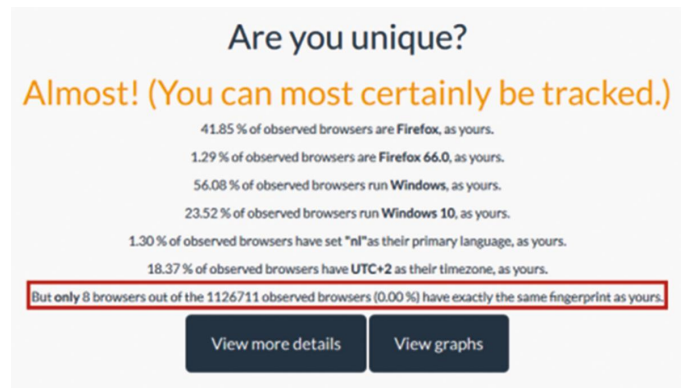 Are you unique?
Almost! (You can most certainly be tracked.)
41.85 % of observed browsers are Firefox, as yours.
1.29 % of observed browsers are Firefox 66.0, as yours.
56.08 % of observed browsers run Windows, as yours.
23.52 % of observed browsers run Windows 10, as yours.
1.30 % of observed browsers have set "nl"as their primary language, as yours.
18.37 % of observed browsers have UTC+2 as their timezone, as yours.
But only 8 browsers out of the 1126711 observed browsers (0.00 %) have exactly the same fingerprint as yours.
View more details View graphs